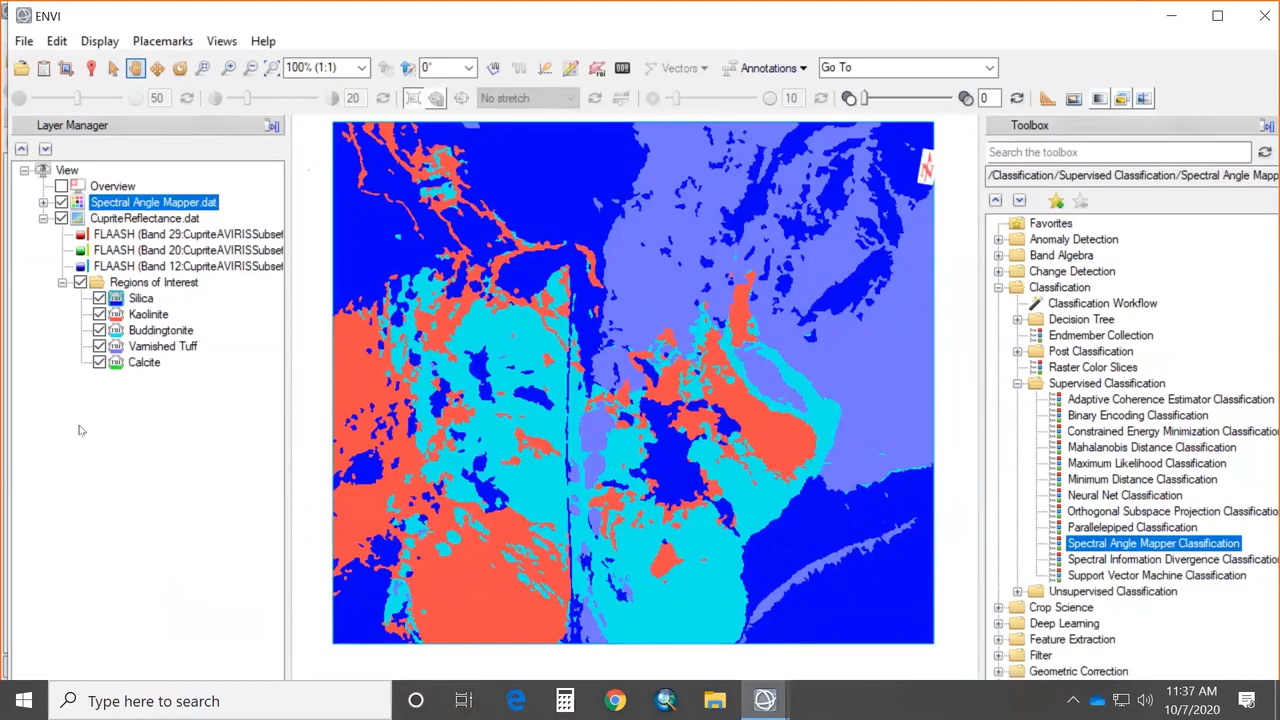 ENVI
File Edit Display Placemarks Views Help
100% (1:1) 0° Vectors Annotations Go To
50 20 No stretch 10 0
Layer Manager
View
Overview
Spectral Angle Mapper.dat
CupriteReflectance.dat
FLAASH (Band 29:CupriteAVIRISSubset
FLAASH (Band 20:CupriteAVIRISSubset
FLAASH (Band 12:CupriteAVIRISSubset
Regions of Interest
Silica
Kaolinite
Buddingtonite
Varnished Tuff
Calcite
Toolbox
Search the toolbox
/Classification/Supervised Classification/Spectral Angle Mapp
Favorites
Anomaly Detection
Band Algebra
Change Detection
Classification
Classification Workflow
Decision Tree
Endmember Collection
Post Classification
Raster Color Slices
Supervised Classification
Adaptive Coherence Estimator Classification
Binary Encoding Classification
Constrained Energy Minimization Classificatio
Mahalanobis Distance Classification
Maximum Likelihood Classification
Minimum Distance Classification
Neural Net Classification
Orthogonal Subspace Projection Classificatio
Parallelepiped Classification
Spectral Angle Mapper Classification
Spectral Information Divergence Classificatio
Support Vector Machine Classification
Unsupervised Classification
Crop Science
Deep Learning
Feature Extraction
Filter
Geometric Correction
Type here to search
11:37 AM
10/7/2020